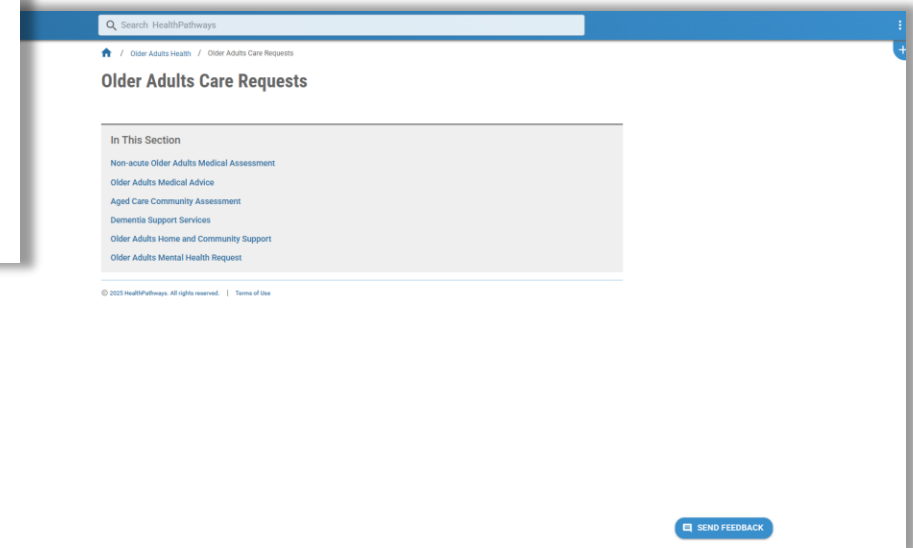 Search HealthPathways
/ Older Adults Health / Older Adults Care Requests
Older Adults Care Requests
In This Section
Non-acute Older Adults Medical Assessment
Older Adults Medical Advice
Aged Care Community Assessment
Dementia Support Services
Older Adults Home and Community Support
Older Adults Mental Health Request
© 2025 HealthPathways. All rights reserved. | Terms of Use
SEND FEEDBACK